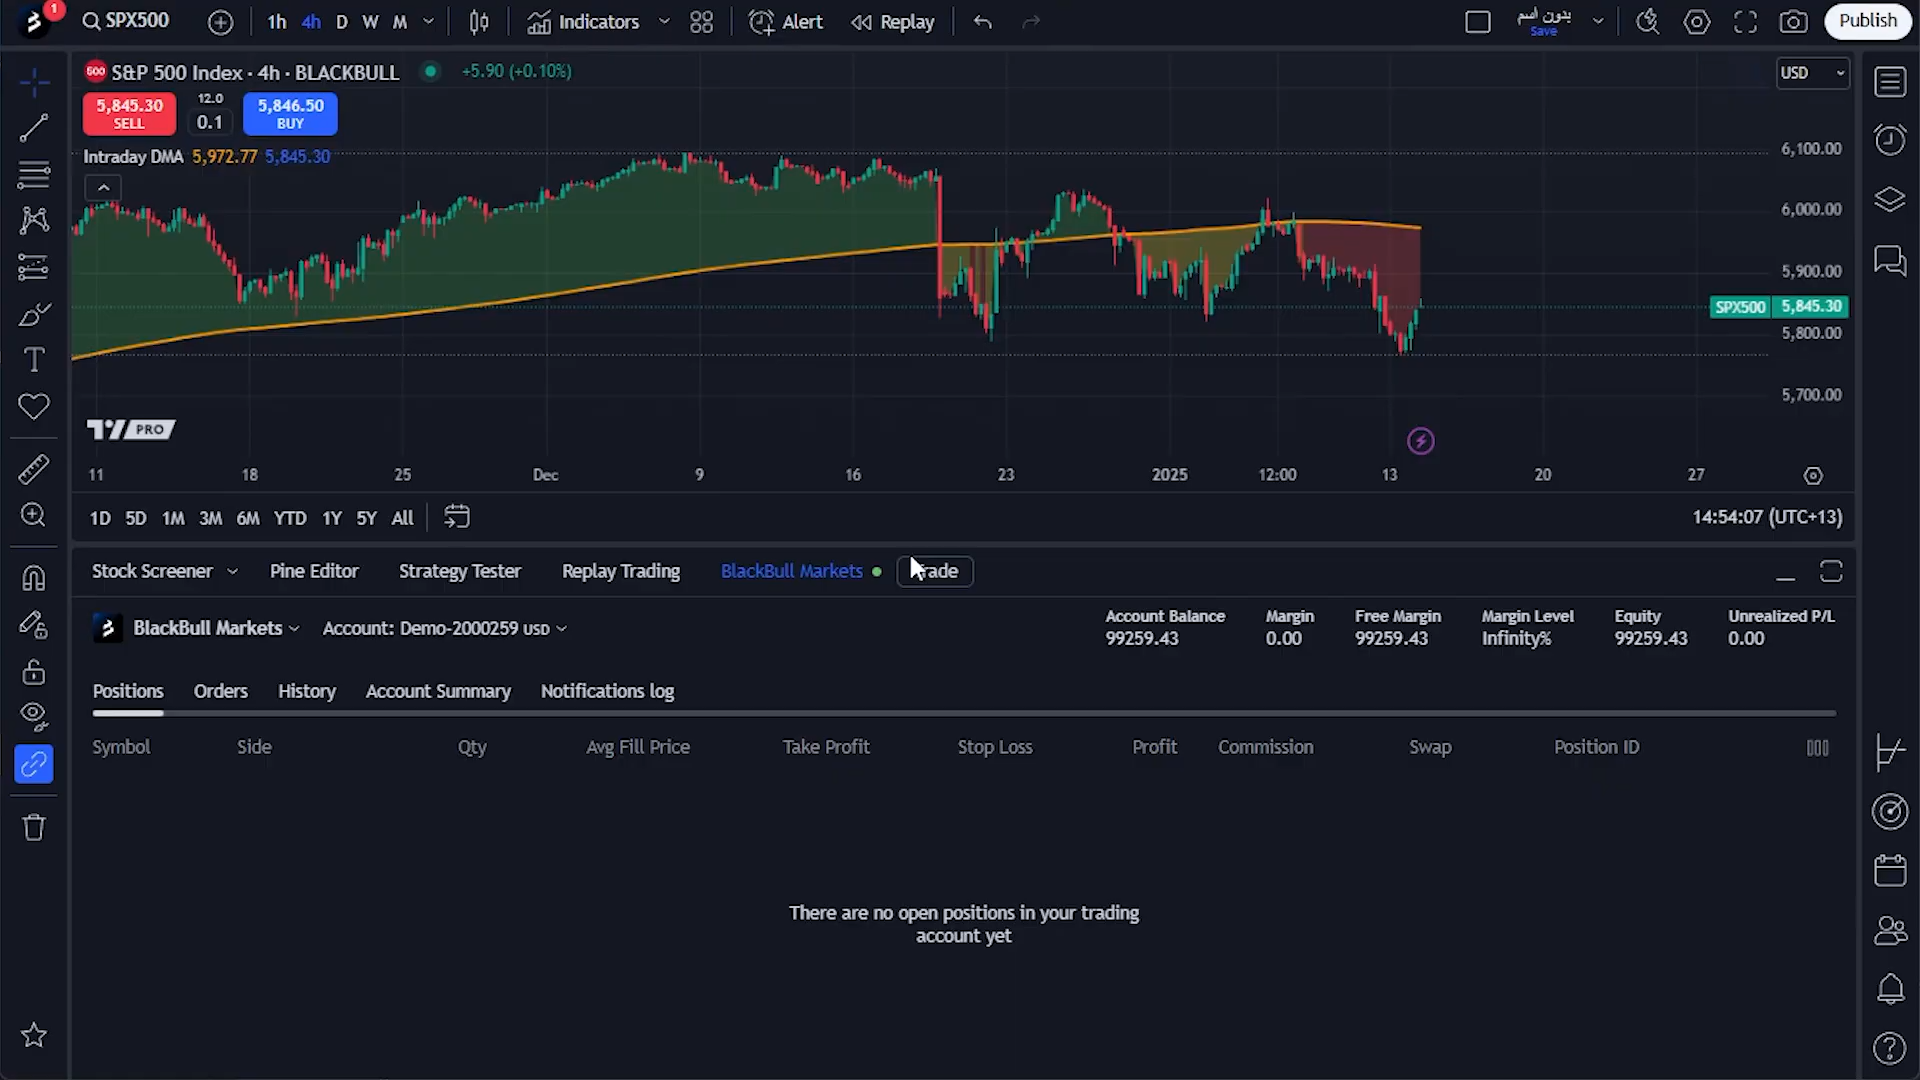 1
SPX500
1h 4h D W M
Indicators
Alert
Replay
بدون اسم
Save
Publish
500 S&P 500 Index · 4h · BLACKBULL +5.90 (+0.10%)
USD
5,845.30
SELL
12.0
0.1
5,846.50
BUY
Intraday DMA 5,972.77 5,845.30
6,100.00
6,000.00
5,900.00
SPX500 5,845.30
5,800.00
5,700.00
PRO
11 18 25 Dec 9 16 23 2025 12:00 13 20 27
1D 5D 1M 3M 6M YTD 1Y 5Y All
14:54:07 (UTC+13)
Stock Screener Pine Editor Strategy Tester Replay Trading BlackBull Markets
BlackBull Markets Account: Demo-2000259 USD
Account Balance Margin Free Margin Margin Level Equity Unrealized P/L
99259.43 0.00 99259.43 Infinity% 99259.43 0.00
Positions Orders History Account Summary Notifications log
Symbol Side Qty Avg Fill Price Take Profit Stop Loss Profit Commission Swap Position ID
There are no open positions in your trading
account yet